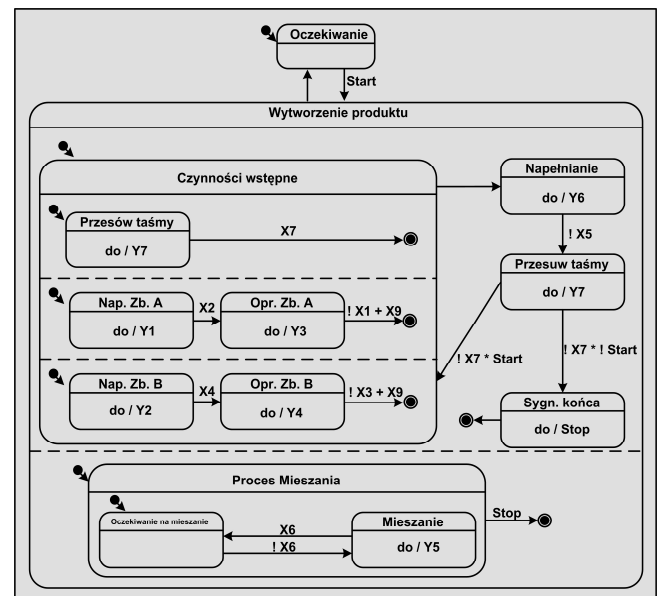 Oczekiwanie
Start
Wytworzenie produktu
Czynności wstępne
Przesów taśmy
do / Y7
X7
Nap. Zb. A
do / Y1
X2
Opr. Zb. A
do / Y3
! X1 + X9
Nap. Zb. B
do / Y2
X4
Opr. Zb. B
do / Y4
! X3 + X9
Napełnianie
do / Y6
! X5
Przesuw taśmy
do / Y7
! X7 * Start
! X7 * ! Start
Sygn. końca
do / Stop
Proces Mieszania
Oczekiwanie na mieszanie
X6
! X6
Mieszanie
do / Y5
Stop